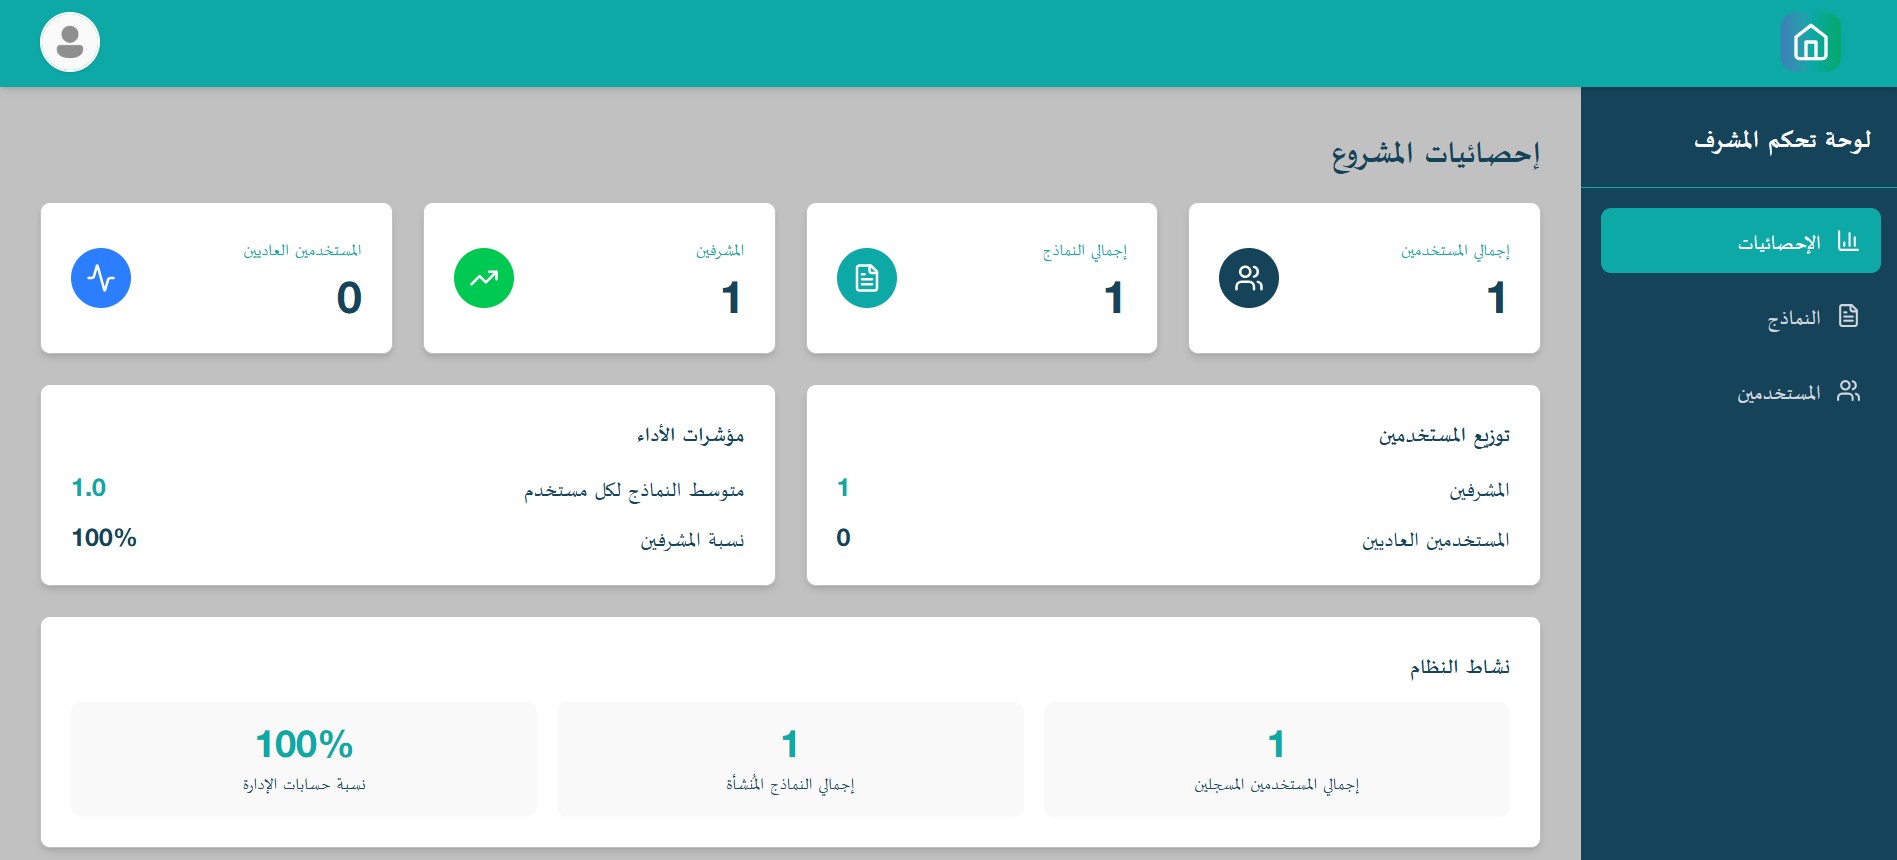 لوحة تحكم المشرف
الإحصائيات
النماذج
المستخدمين
إحصائيات المشروع
إجمالي المستخدمين
1
إجمالي النماذج
1
المشرفين
1
المستخدمين العاديين
0
توزيع المستخدمين
المشرفين 1
المستخدمين العاديين 0
مؤشرات الأداء
متوسط النماذج لكل مستخدم 1.0
نسبة المشرفين 100%
نشاط النظام
1
إجمالي المستخدمين المسجلين
1
إجمالي النماذج المُنشأة
100%
نسبة حسابات الإدارة